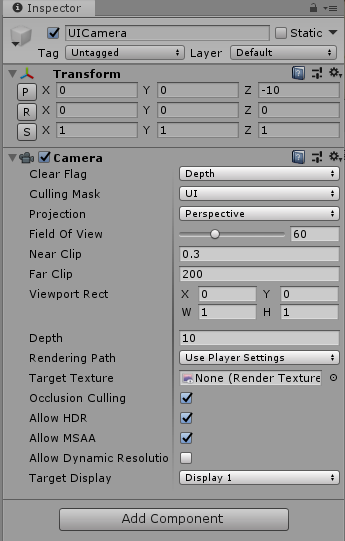 Inspector
UICamera Static
Tag Untagged Layer Default
Transform
P X 0 Y 0 Z -10
R X 0 Y 0 Z 0
S X 1 Y 1 Z 1
Camera
Clear Flag Depth
Culling Mask UI
Projection Perspective
Field Of View 60
Near Clip 0.3
Far Clip 200
Viewport Rect X 0 Y 0
W 1 H 1
Depth 10
Rendering Path Use Player Settings
Target Texture None (Render Texture
Occlusion Culling
Allow HDR
Allow MSAA
Allow Dynamic Resolutio
Target Display Display 1
Add Component